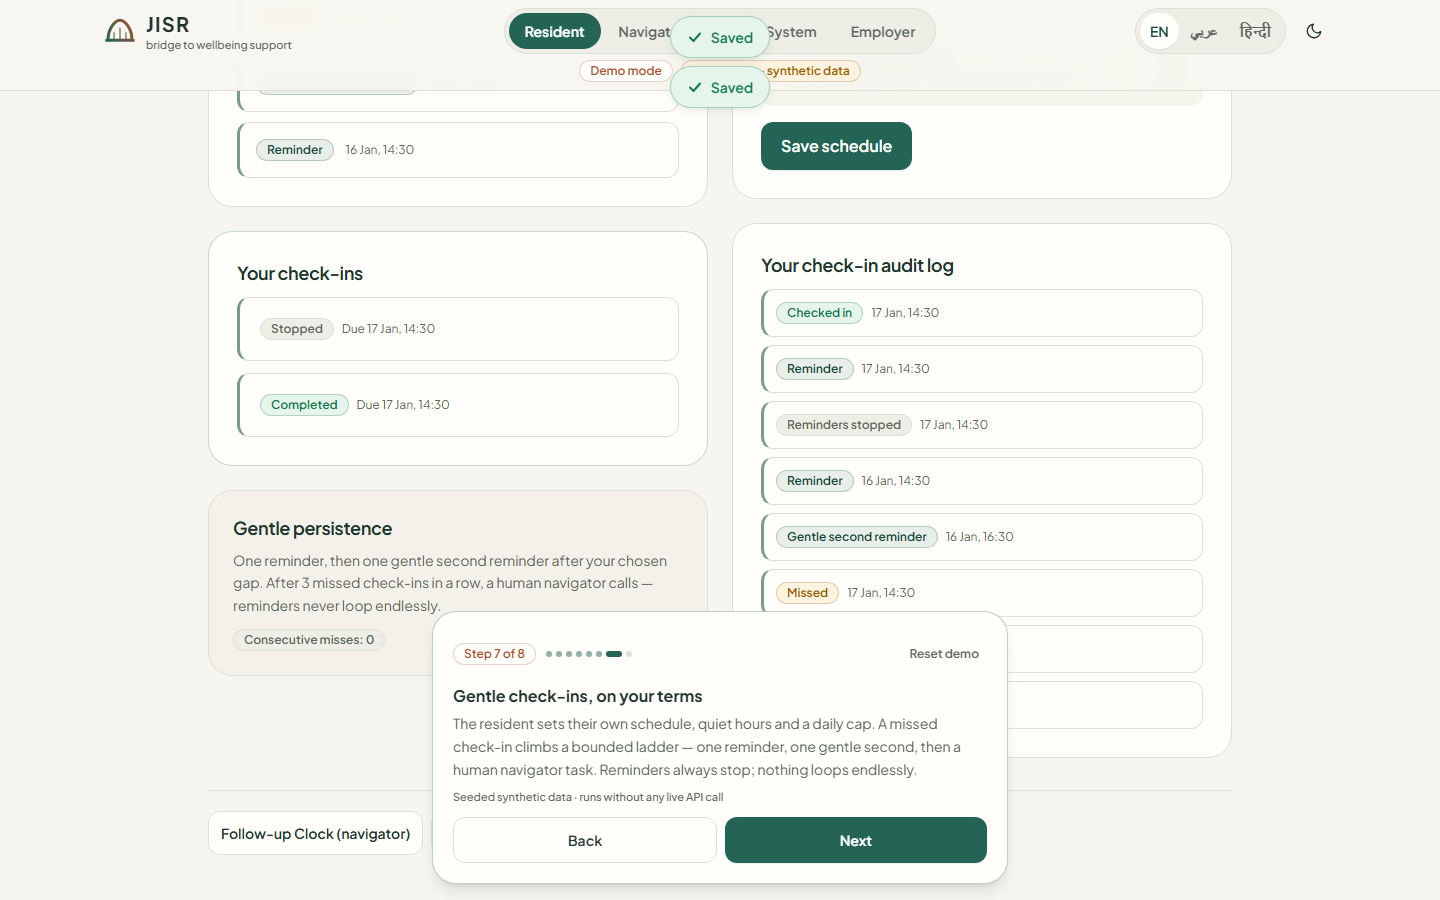 JISR
bridge to wellbeing support
Resident
Navigat
System
Employer
EN
عربي
हिन्दी
Saved
Demo mode
synthetic data
Saved
Reminder 16 Jan, 14:30
Save schedule
Your check-ins
Stopped Due 17 Jan, 14:30
Completed Due 17 Jan, 14:30
Gentle persistence
One reminder, then one gentle second reminder after your chosen
gap. After 3 missed check-ins in a row, a human navigator calls —
reminders never loop endlessly.
Consecutive misses: 0
Your check-in audit log
Checked in 17 Jan, 14:30
Reminder 17 Jan, 14:30
Reminders stopped 17 Jan, 14:30
Reminder 16 Jan, 14:30
Gentle second reminder 16 Jan, 16:30
Missed 17 Jan, 14:30
Step 7 of 8
Reset demo
Gentle check-ins, on your terms
The resident sets their own schedule, quiet hours and a daily cap. A missed
check-in climbs a bounded ladder — one reminder, one gentle second, then a
human navigator task. Reminders always stop; nothing loops endlessly.
Seeded synthetic data · runs without any live API call
Back
Next
Follow-up Clock (navigator)